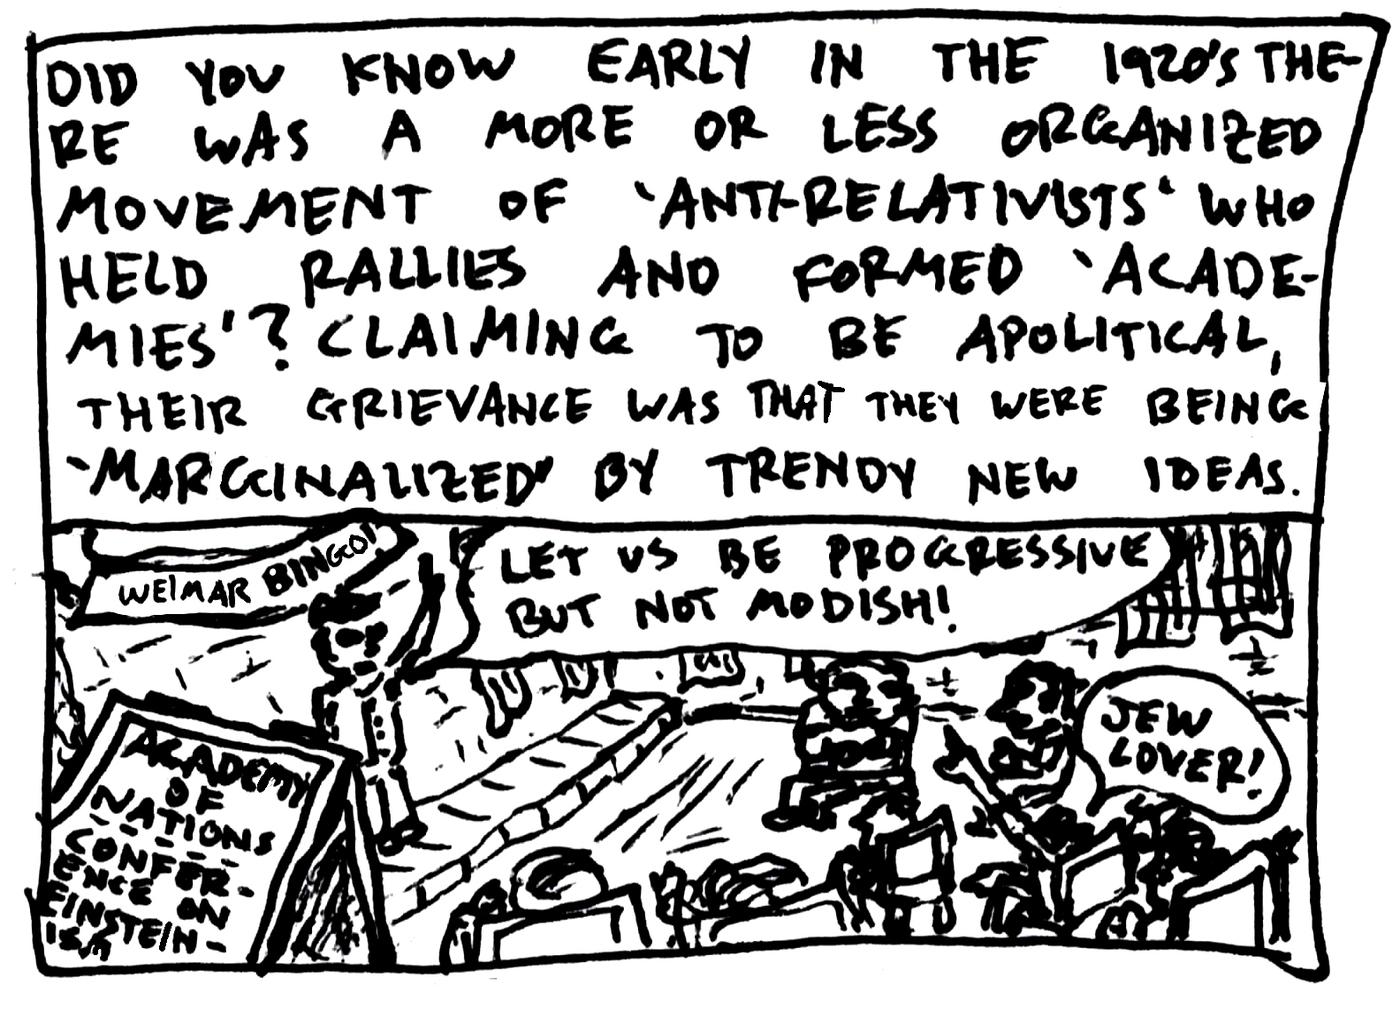 DID YOU KNOW EARLY IN THE 1920'S THE-
RE WAS A MORE OR LESS ORGANIZED
MOVEMENT OF 'ANTI-RELATIVISTS' WHO
HELD RALLIES AND FORMED 'ACADE-
MIES'? CLAIMING TO BE APOLITICAL,
THEIR GRIEVANCE WAS THAT THEY WERE BEING
'MARGINALIZED' BY TRENDY NEW IDEAS.
WEIMAR BINGO!
LET US BE PROGRESSIVE
BUT NOT MODISH!
JEW
LOVER!
ACADEMY
OF
NATIONS
CONFER-
ENCE ON
EINSTEIN-
ISM